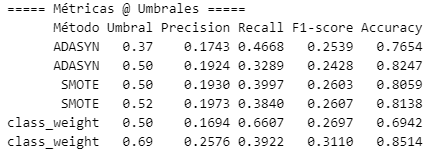 ===== Métricas @ Umbrales =====
Método Umbral Precision Recall F1-score Accuracy
ADASYN 0.37 0.1743 0.4668 0.2539 0.7654
ADASYN 0.50 0.1924 0.3289 0.2428 0.8247
SMOTE 0.50 0.1930 0.3997 0.2603 0.8059
SMOTE 0.52 0.1973 0.3840 0.2607 0.8138
class_weight 0.50 0.1694 0.6607 0.2697 0.6942
class_weight 0.69 0.2576 0.3922 0.3110 0.8514